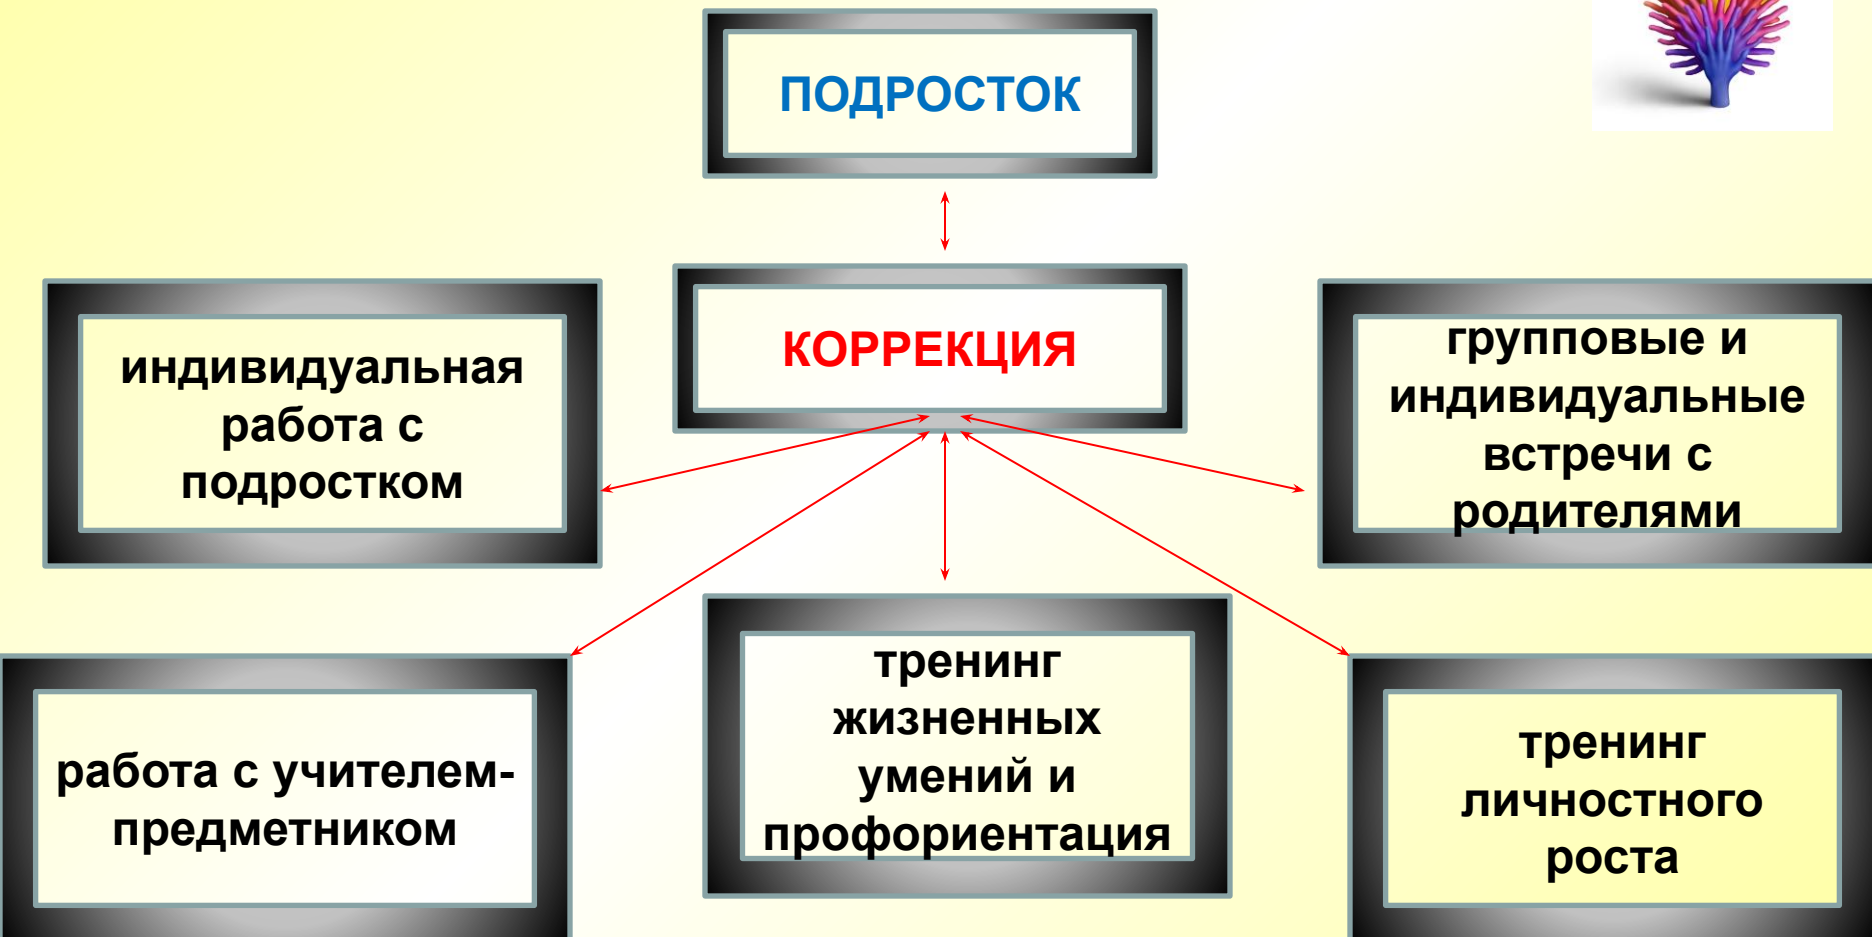 ПОДРОСТОК
КОРРЕКЦИЯ
индивидуальная
работа с
подростком
групповые и
индивидуальные
встречи с
родителями
работа с учителем-
предметником
тренинг
жизненных
умений и
профориентация
тренинг
личностного
роста